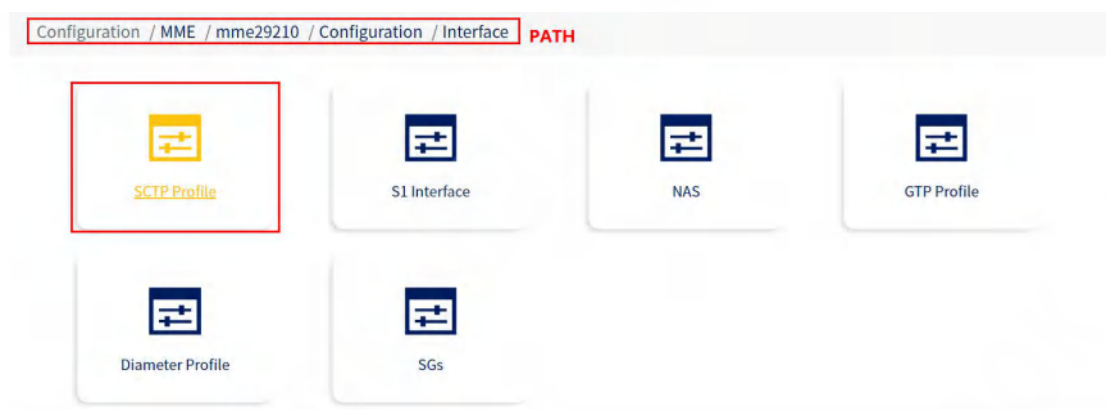 Configuration / MME / mme29210 / Configuration / Interface PATH
SCTP Profile
S1 Interface
NAS
GTP Profile
Diameter Profile
SGs